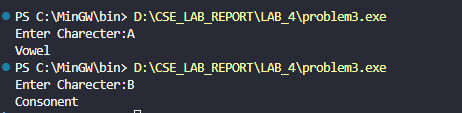 PS C:\MinGW\bin> D:\CSE_LAB_REPORT\LAB_4\problem3.exe
Enter Charecter:A
Vowel
PS C:\MinGW\bin> D:\CSE_LAB_REPORT\LAB_4\problem3.exe
Enter Charecter:B
Consonent